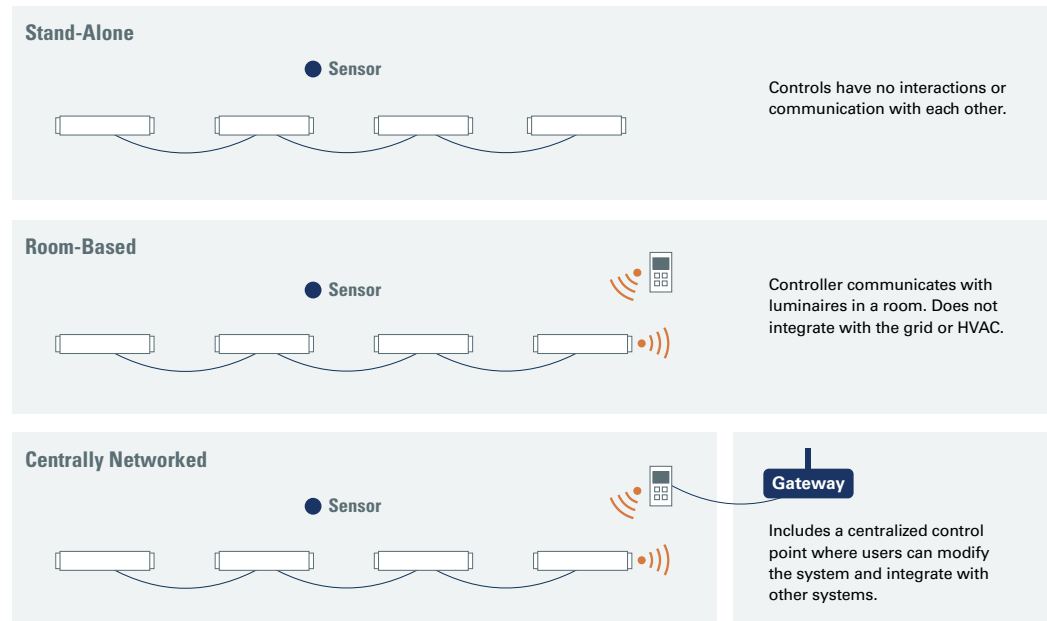 Stand-Alone
Sensor
Controls have no interactions or
communication with each other.
Room-Based
Sensor
Controller communicates with
luminaires in a room. Does not
integrate with the grid or HVAC.
Centrally Networked
Sensor
Gateway
Includes a centralized control
point where users can modify
the system and integrate with
other systems.